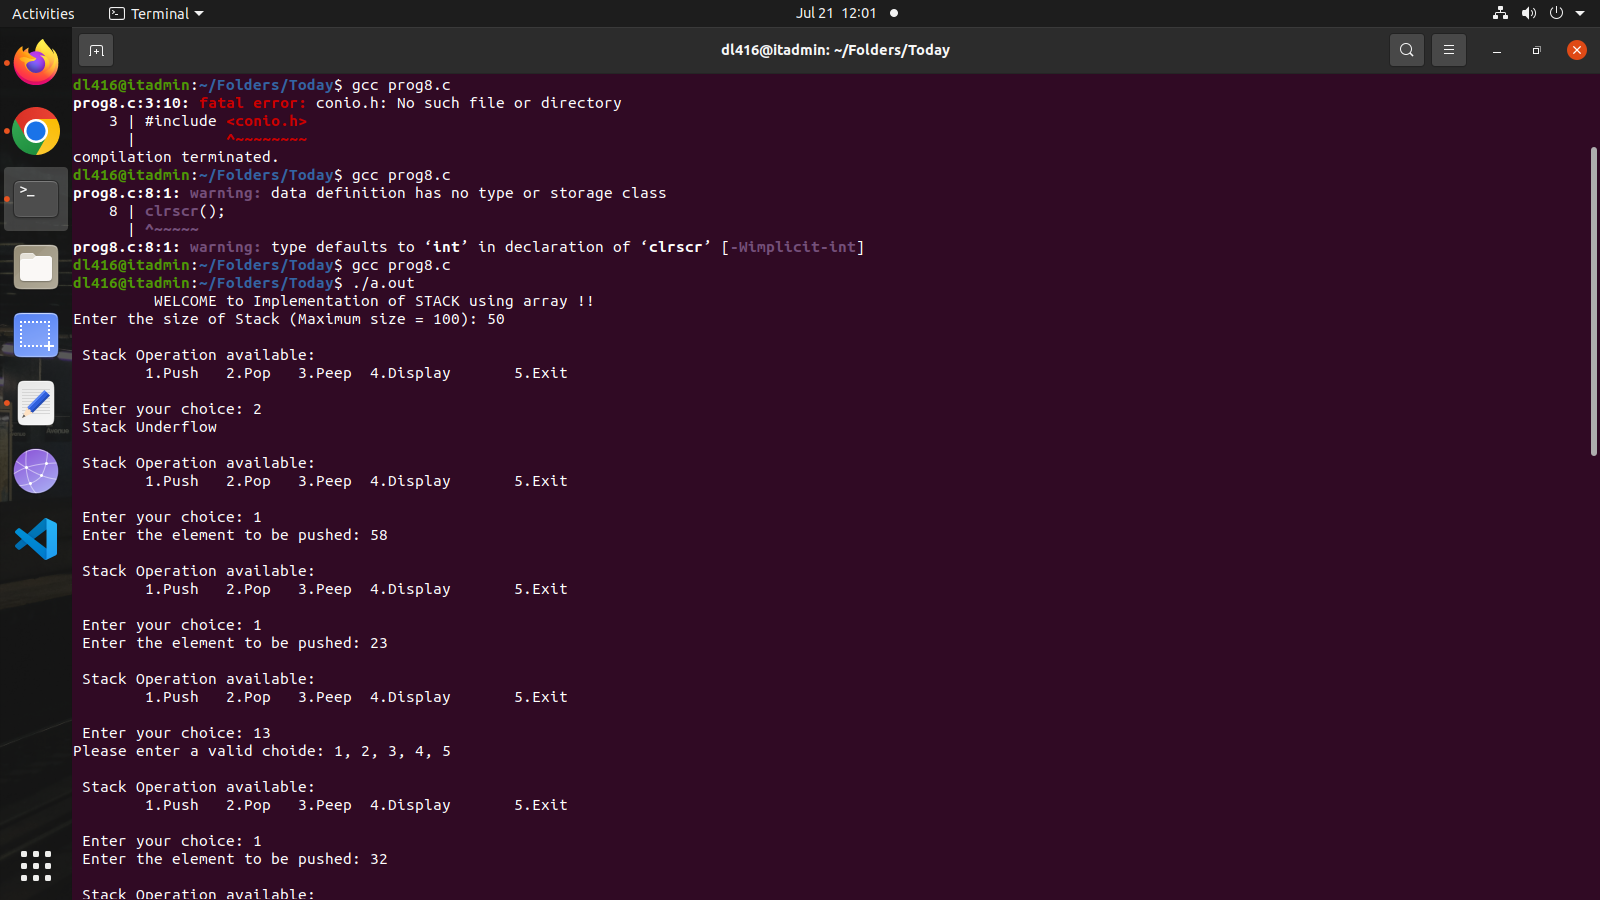 Activities Terminal Jul 21 12:01
dl416@itadmin: ~/Folders/Today
dl416@itadmin:~/Folders/Today$ gcc prog8.c
prog8.c:3:10: fatal error: conio.h: No such file or directory
    3 | #include <conio.h>
      |          ^~~~~~~~~
compilation terminated.
dl416@itadmin:~/Folders/Today$ gcc prog8.c
prog8.c:8:1: warning: data definition has no type or storage class
    8 | clrscr();
      | ^~~~~~
prog8.c:8:1: warning: type defaults to ‘int’ in declaration of ‘clrscr’ [-Wimplicit-int]
dl416@itadmin:~/Folders/Today$ gcc prog8.c
dl416@itadmin:~/Folders/Today$ ./a.out
         WELCOME to Implementation of STACK using array !!
Enter the size of Stack (Maximum size = 100): 50
 Stack Operation available:
        1.Push   2.Pop   3.Peep  4.Display       5.Exit
 Enter your choice: 2
 Stack Underflow
 Stack Operation available:
        1.Push   2.Pop   3.Peep  4.Display       5.Exit
 Enter your choice: 1
 Enter the element to be pushed: 58
 Stack Operation available:
        1.Push   2.Pop   3.Peep  4.Display       5.Exit
 Enter your choice: 1
 Enter the element to be pushed: 23
 Stack Operation available:
        1.Push   2.Pop   3.Peep  4.Display       5.Exit
 Enter your choice: 13
Please enter a valid choide: 1, 2, 3, 4, 5
 Stack Operation available:
        1.Push   2.Pop   3.Peep  4.Display       5.Exit
 Enter your choice: 1
 Enter the element to be pushed: 32
 Stack Operation available: